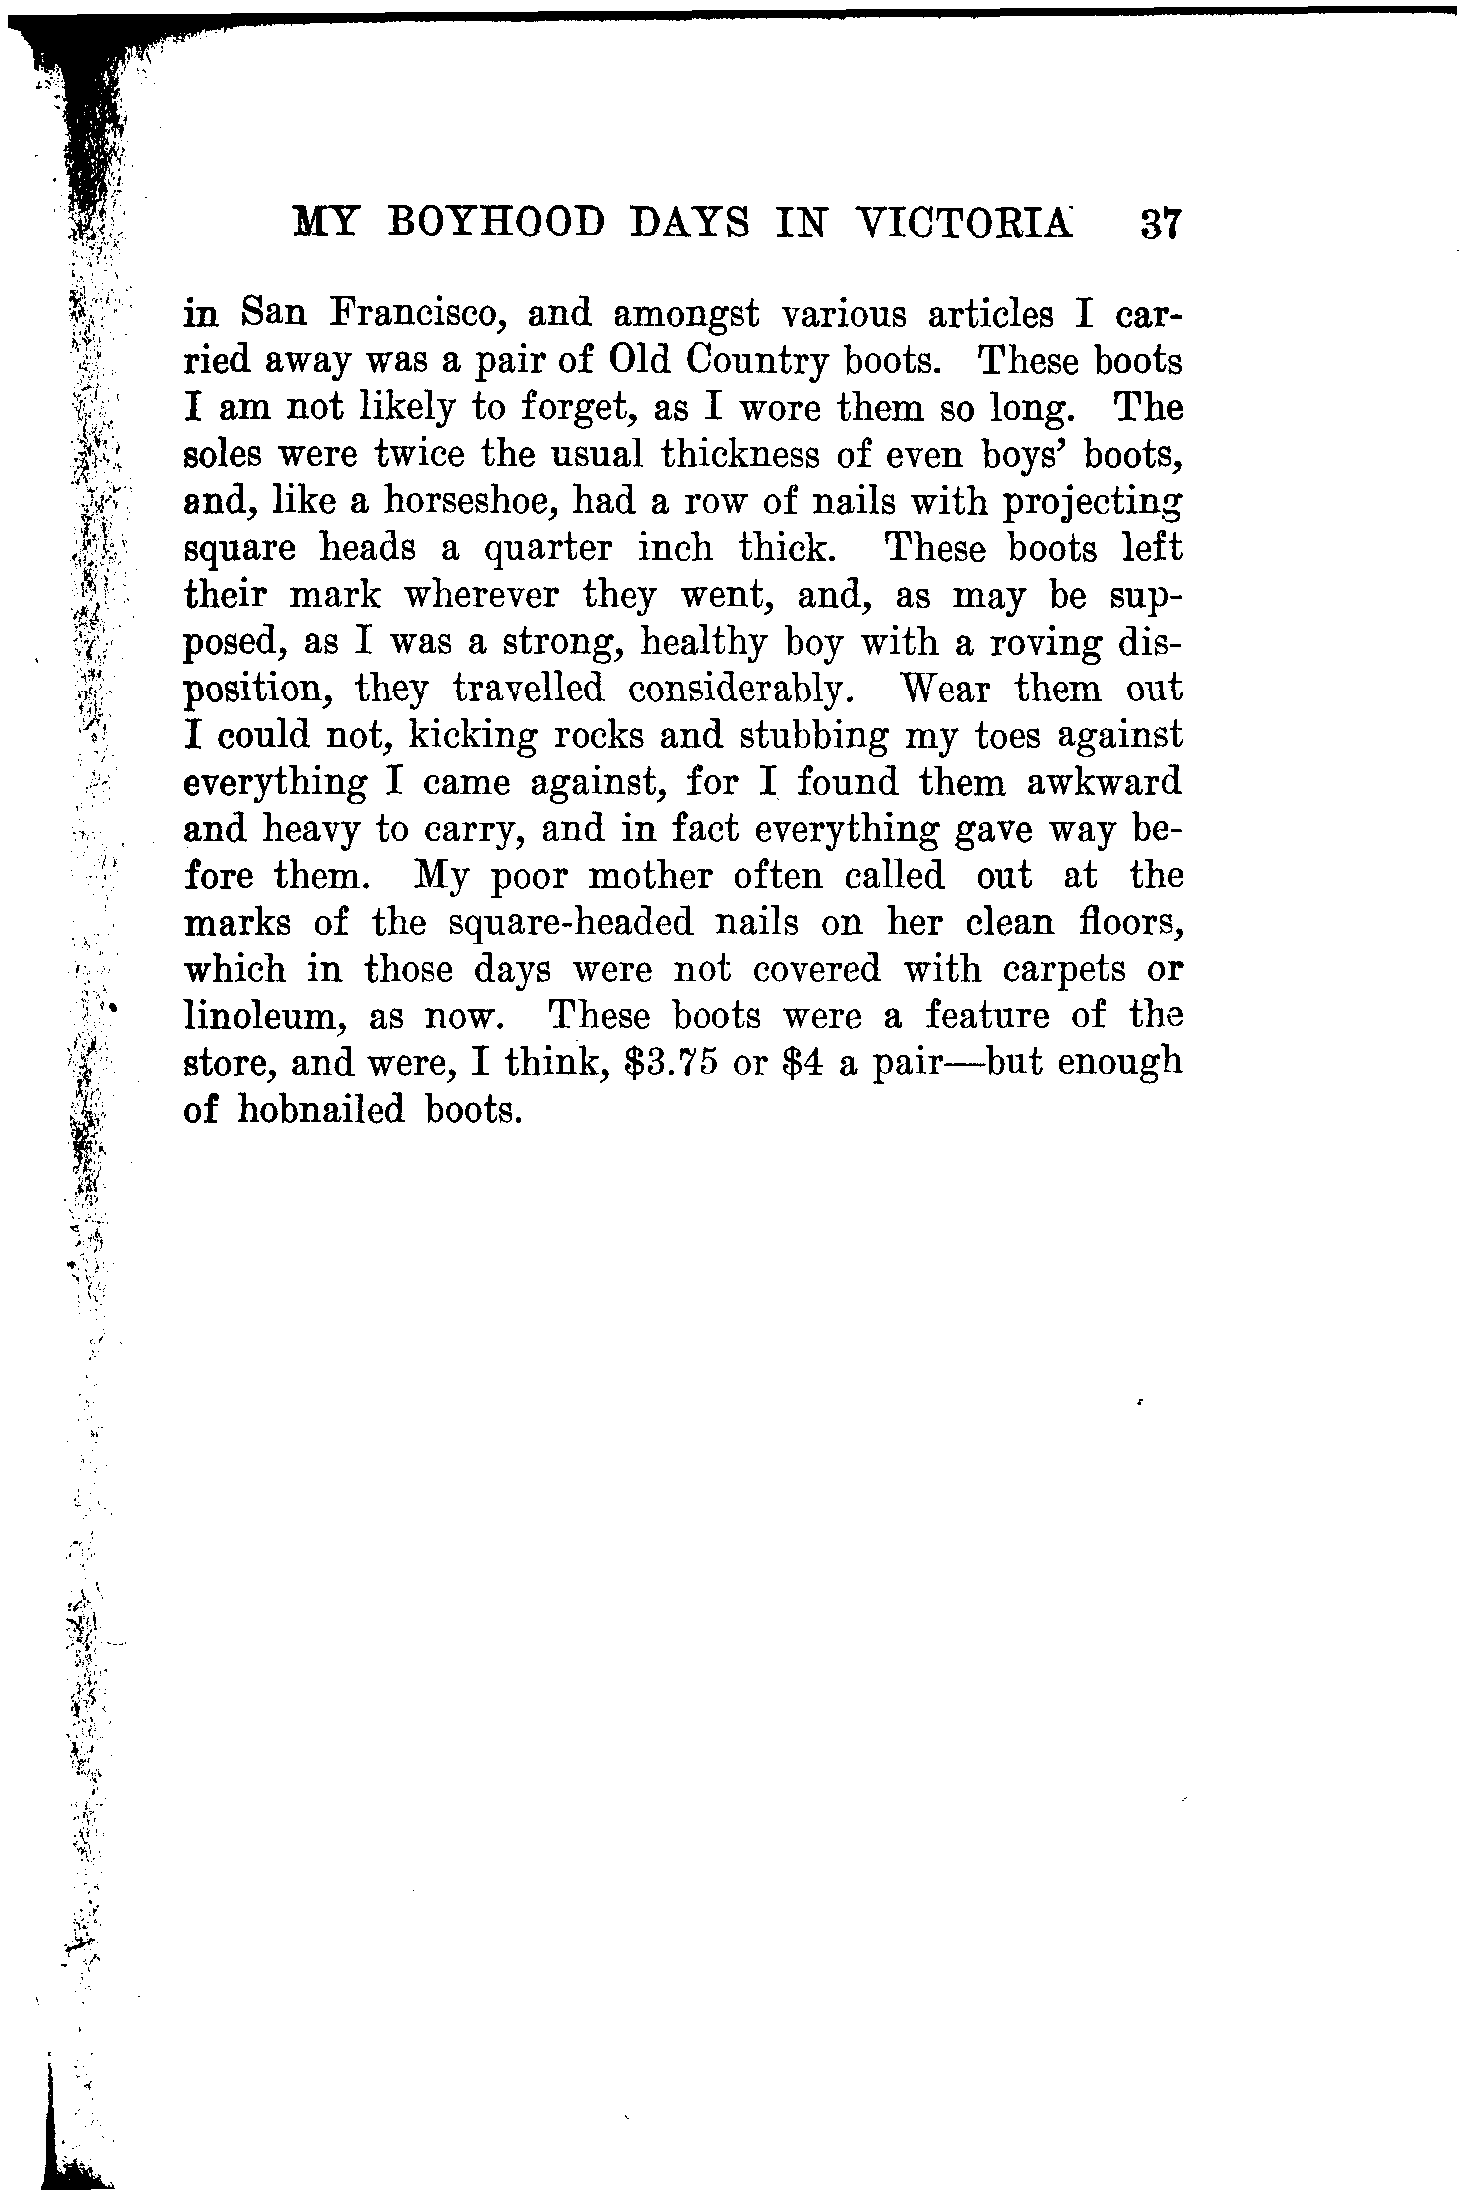 MY BOYHOOD DAYS IN VICTORIA 37
in San Francisco, and amongst various articles I car-
ried away was a pair of Old Country boots. These boots
I am not likely to forget, as I wore them so long. The
soles were twice the usual thickness of even boys' boots,
and, like a horseshoe, had a row of nails with projecting
square heads a quarter inch thick. These boots left
their mark wherever they went, and, as may be sup-
posed, as I was a strong, healthy boy with a roving dis-
position, they travelled considerably. Wear them out
I could not, kicking rocks and stubbing my toes against
everything I came against, for I found them awkward
and heavy to carry, and in fact everything gave way be-
fore them. My poor mother often called out at the
marks of the square-headed nails on her clean floors,
which in those days were not covered with carpets or
linoleum, as now. These boots were a feature of the
store, and were, I think, $3.75 or $4 a pair—but enough
of hobnailed boots.